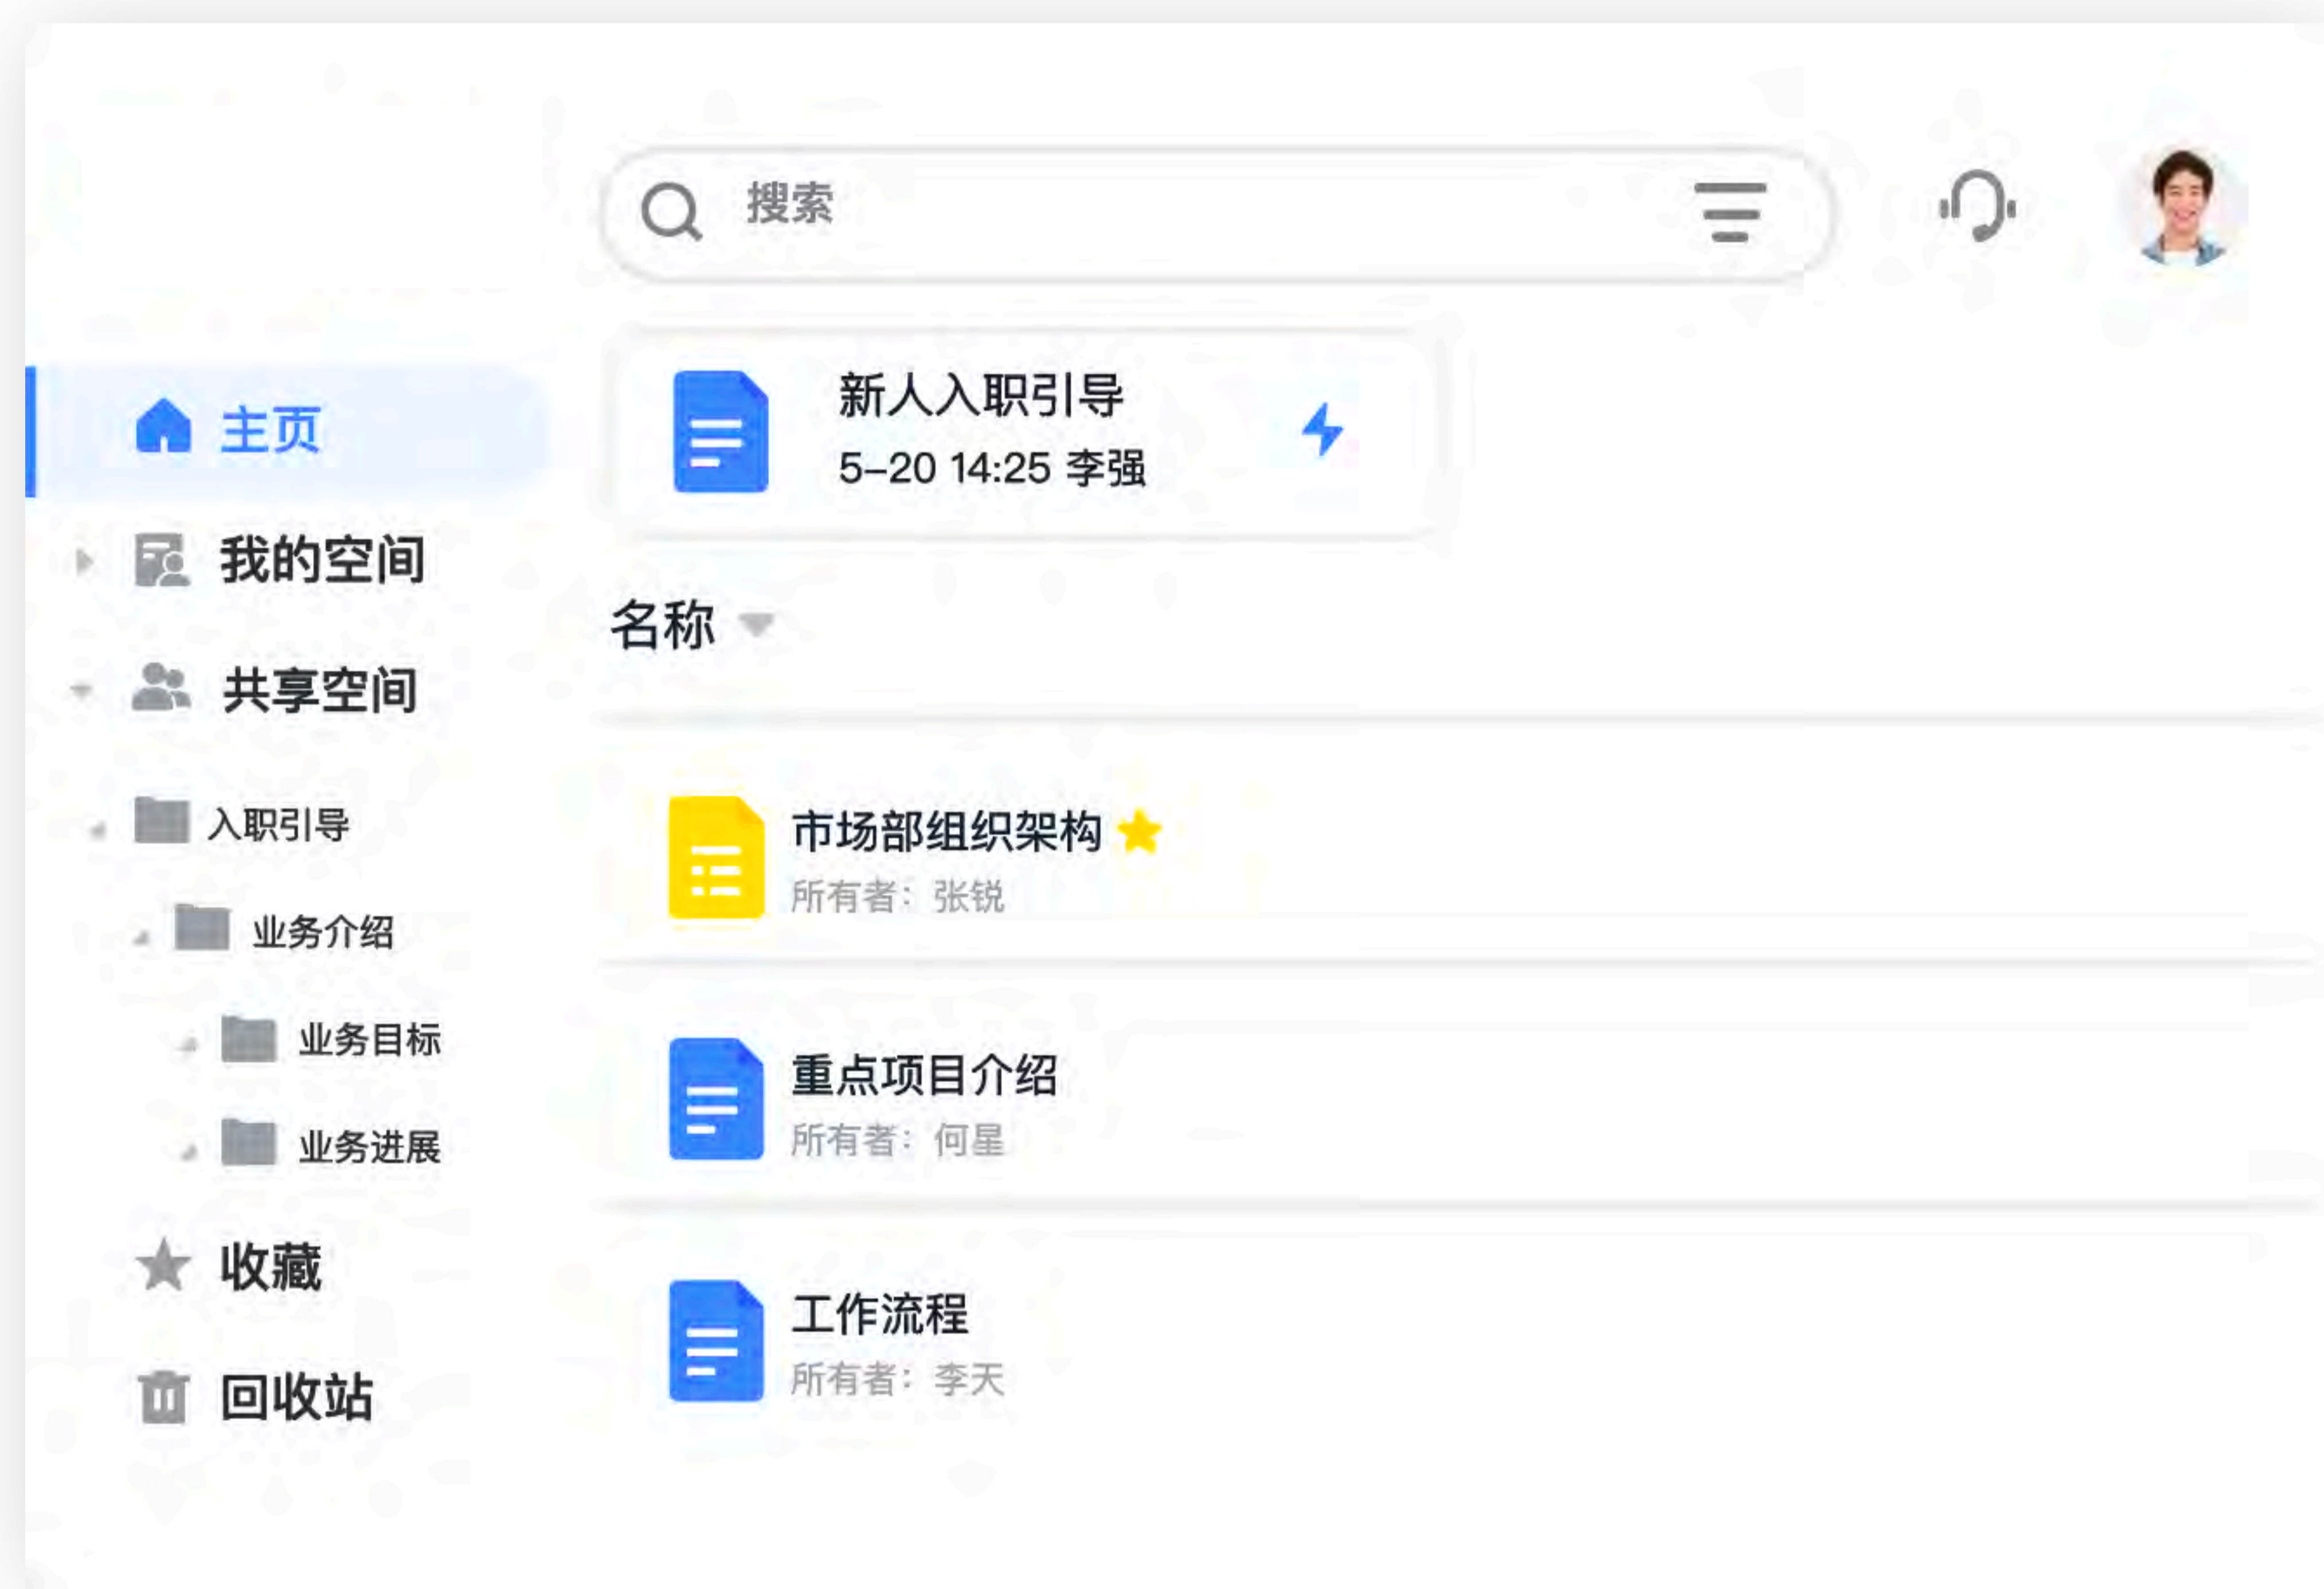 搜索
主页
我的空间
共享空间
入职引导
业务介绍
业务目标
业务进展
收藏
回收站
新人入职引导
5-20 14:25 李强
名称
市场部组织架构
所有者：张锐
重点项目介绍
所有者：何星
工作流程
所有者：李天